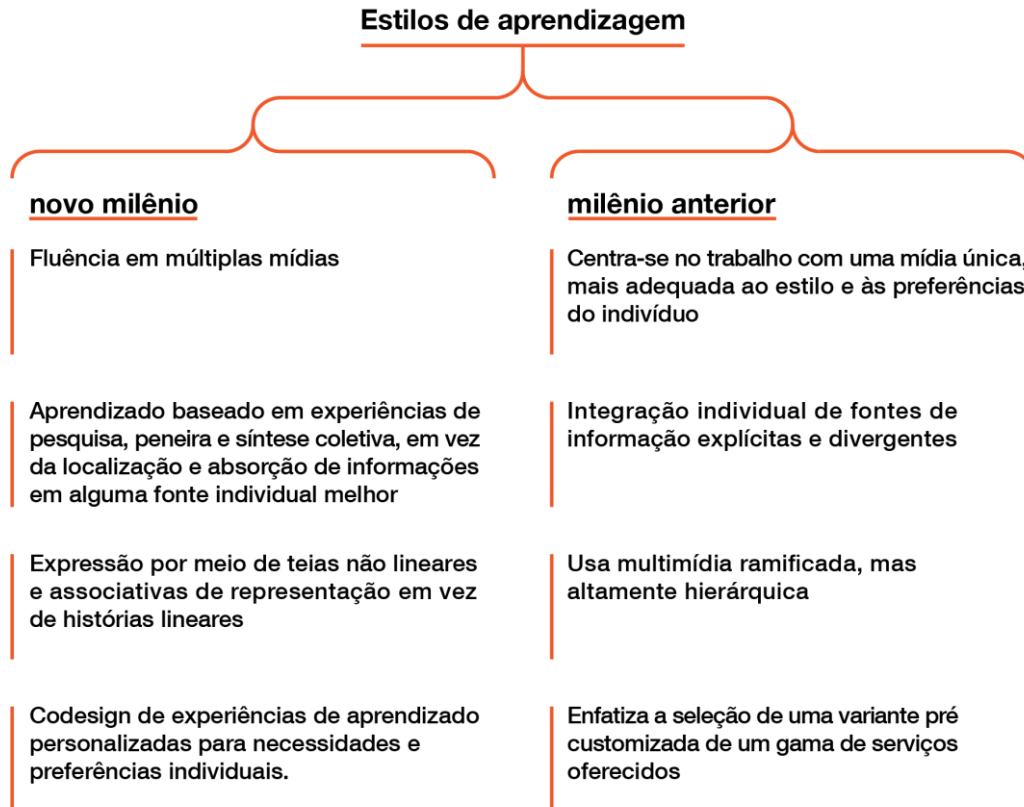 Estilos de aprendizagem
novo milênio
Fluência em múltiplas mídias
Aprendizado baseado em experiências de
pesquisa, peneira e síntese coletiva, em vez
da localização e absorção de informações
em alguma fonte individual melhor
Expressão por meio de teias não lineares
e associativas de representação em vez
de histórias lineares
Codesign de experiências de aprendizado
personalizadas para necessidades e
preferências individuais.
milênio anterior
Centra-se no trabalho com uma mídia única,
mais adequada ao estilo e às preferências
do indivíduo
Integração individual de fontes de
informação explícitas e divergentes
Usa multimídia ramificada, mas
altamente hierárquica
Enfatiza a seleção de uma variante pré
customizada de um gama de serviços
oferecidos